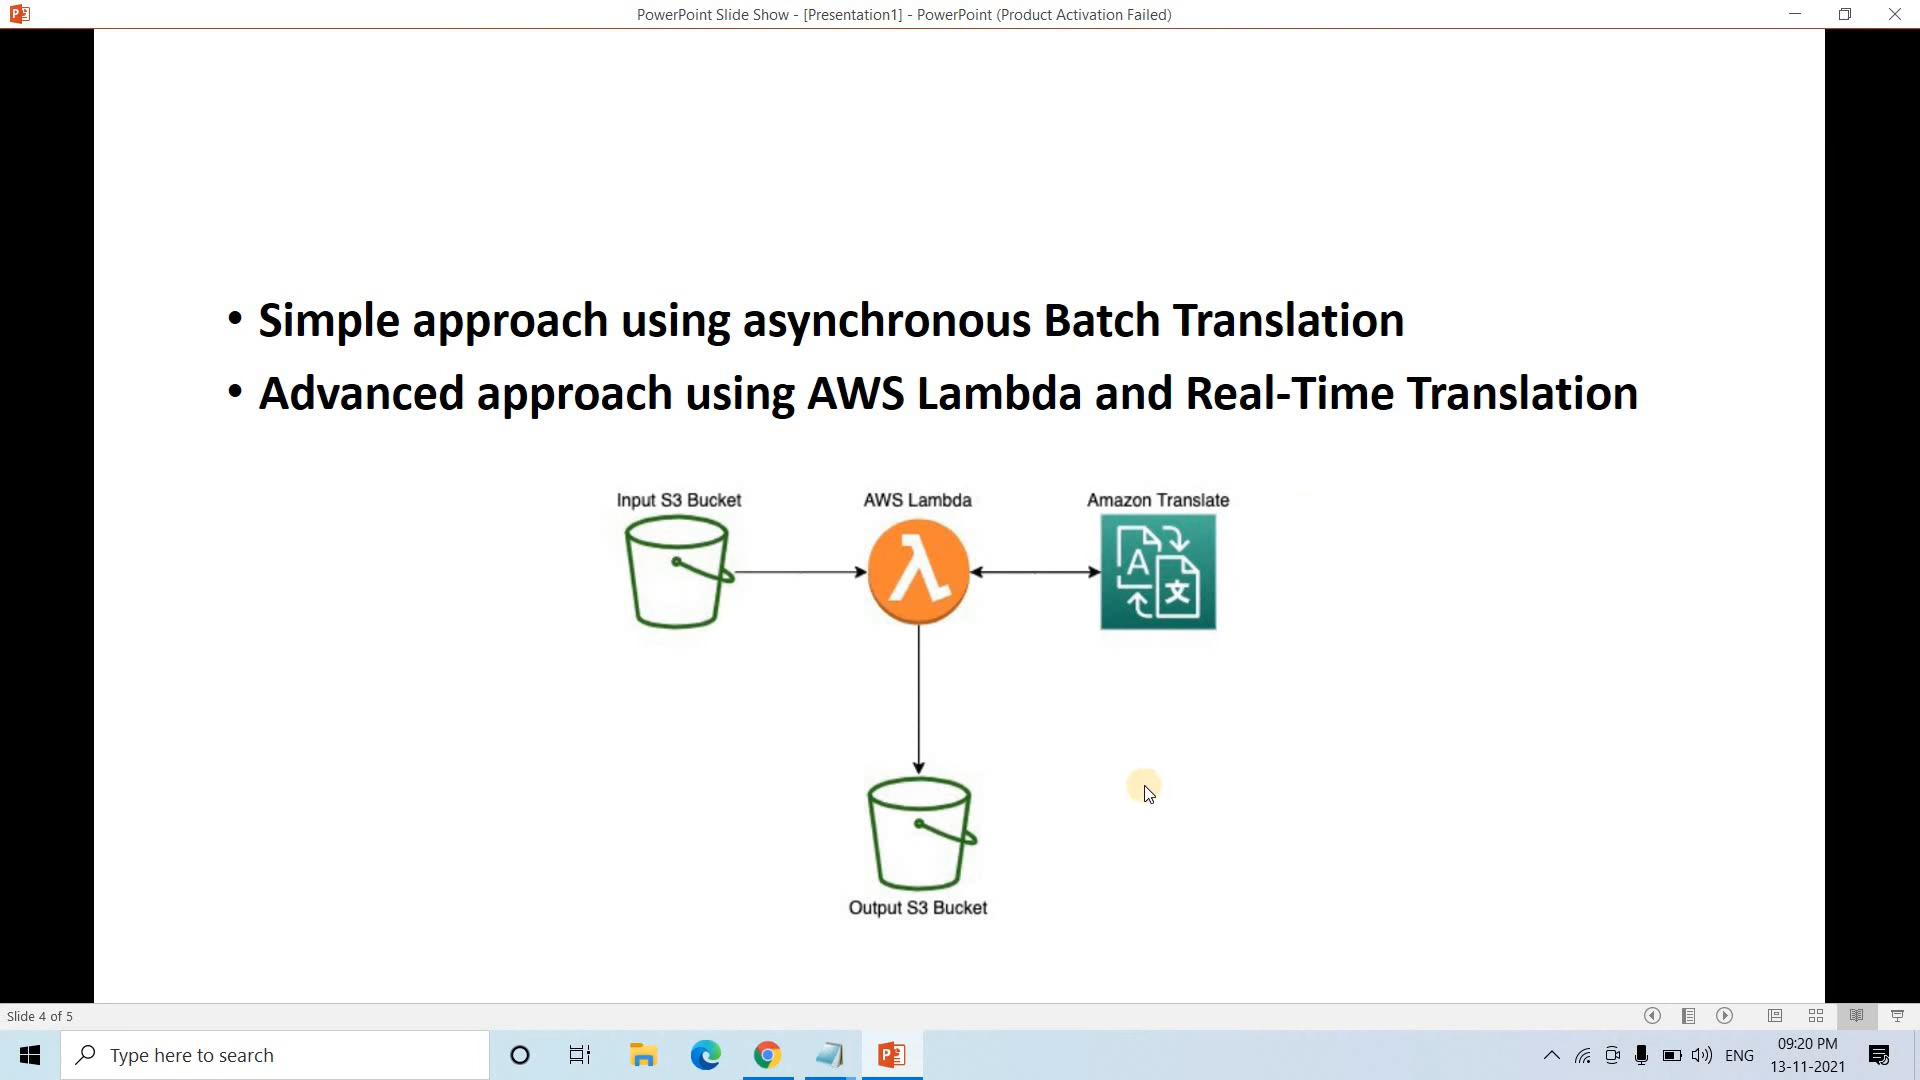 PowerPoint Slide Show - [Presentation1] - PowerPoint (Product Activation Failed)
• Simple approach using asynchronous Batch Translation
• Advanced approach using AWS Lambda and Real-Time Translation
Input S3 Bucket
AWS Lambda
Amazon Translate
A
文
Output S3 Bucket
Slide 4 of 5
Type here to search
ENG
09:20 PM
13-11-2021